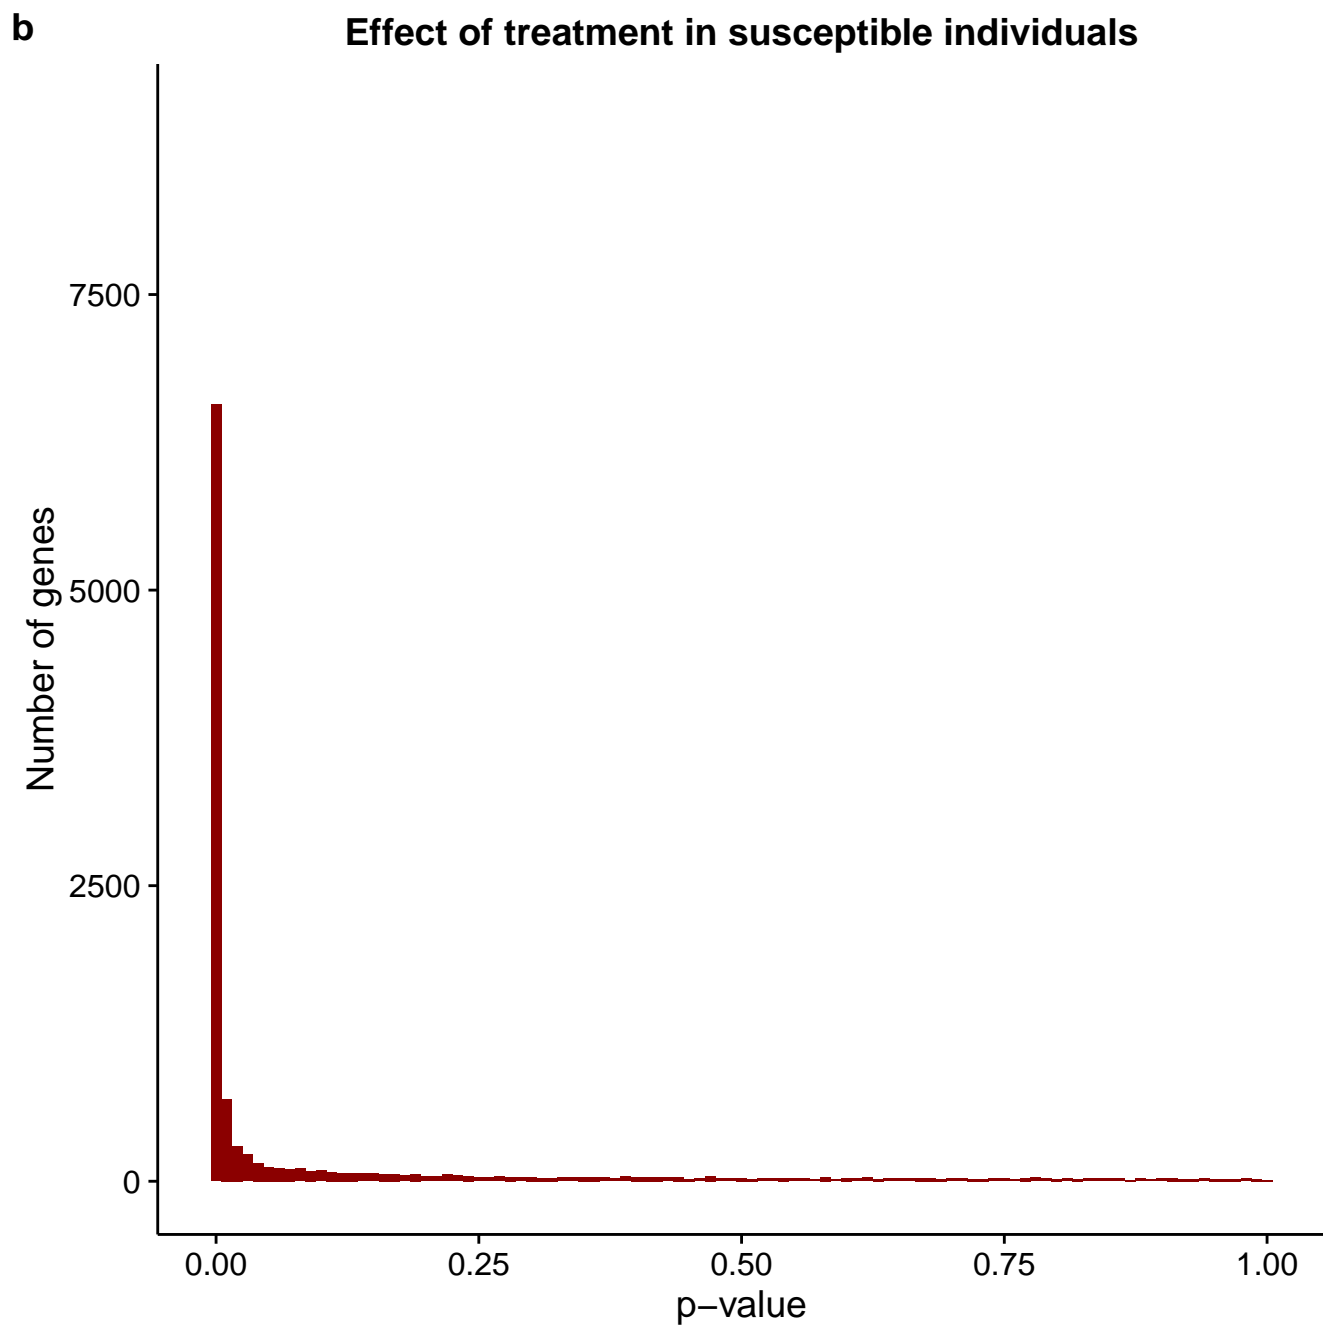 b
Effect of treatment in susceptible individuals
Number of genes
7500
5000
2500
0
0.00 0.25 0.50 0.75 1.00
p−value